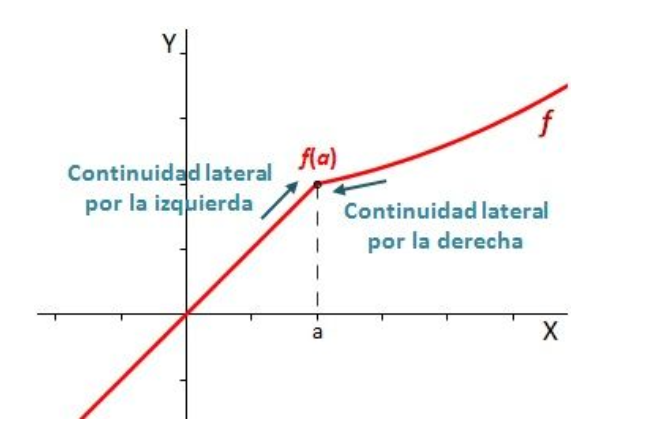 Y
f
f(a)
Continuidad lateral
por la izquierda
Continuidad lateral
por la derecha
a
X